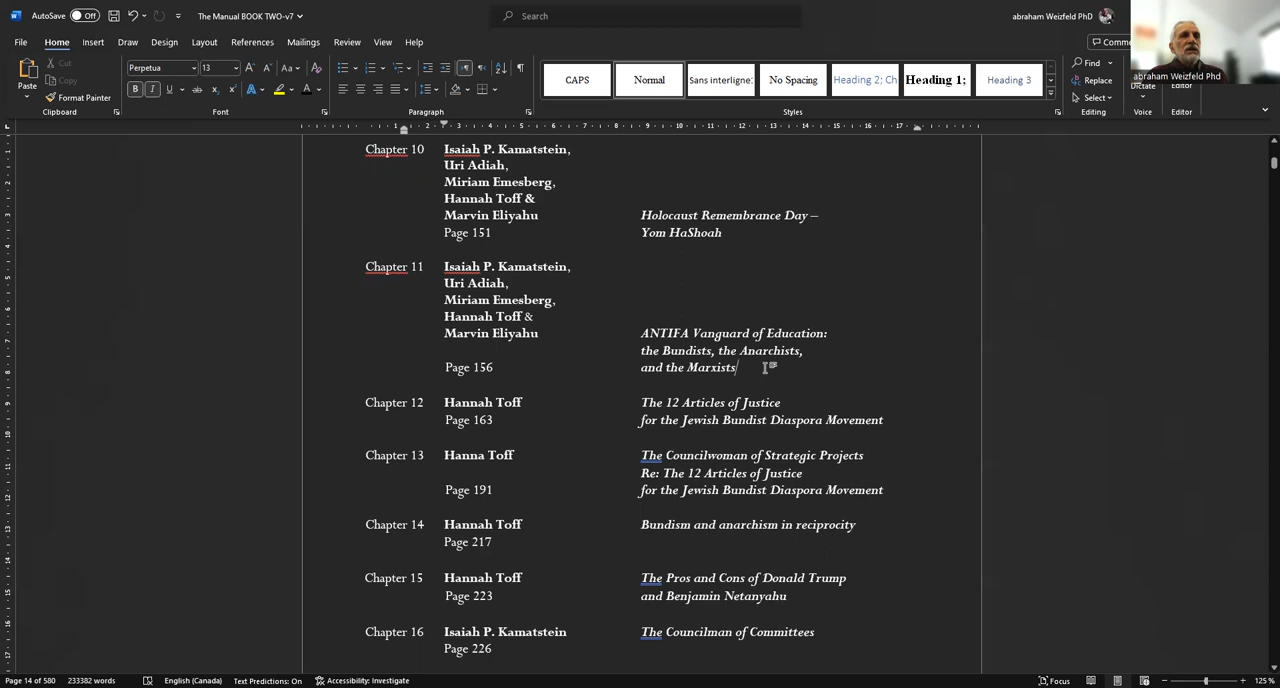 AutoSave Off The Manual BOOK TWO-v7 Search abraham Weizfeld PhD
File Home Insert Draw Design Layout References Mailings Review View Help
Paste
Cut
Copy
Format Painter
Clipboard
Perpetua 13
Font
Paragraph
CAPS Normal Sans interligne; No Spacing Heading 2; Ch Heading 1; Heading 3
Styles
Find
Replace
Select
Editing
Dictate
Voice
Editor
Editor
abraham Weizfeld Phd
Chapter 10 Isaiah P. Kamatstein,
Uri Adiah,
Miriam Emesberg,
Hannah Toff &
Marvin Eliyahu Holocaust Remembrance Day –
Page 151 Yom HaShoah
Chapter 11 Isaiah P. Kamatstein,
Uri Adiah,
Miriam Emesberg,
Hannah Toff &
Marvin Eliyahu ANTIFA Vanguard of Education:
the Bundists, the Anarchists,
Page 156 and the Marxists
Chapter 12 Hannah Toff The 12 Articles of Justice
Page 163 for the Jewish Bundist Diaspora Movement
Chapter 13 Hanna Toff The Councilwoman of Strategic Projects
Re: The 12 Articles of Justice
Page 191 for the Jewish Bundist Diaspora Movement
Chapter 14 Hannah Toff Bundism and anarchism in reciprocity
Page 217
Chapter 15 Hannah Toff The Pros and Cons of Donald Trump
Page 223 and Benjamin Netanyahu
Chapter 16 Isaiah P. Kamatstein The Councilman of Committees
Page 226
Page 14 of 580 233382 words English (Canada) Text Predictions: On Accessibility: Investigate Focus 125 %